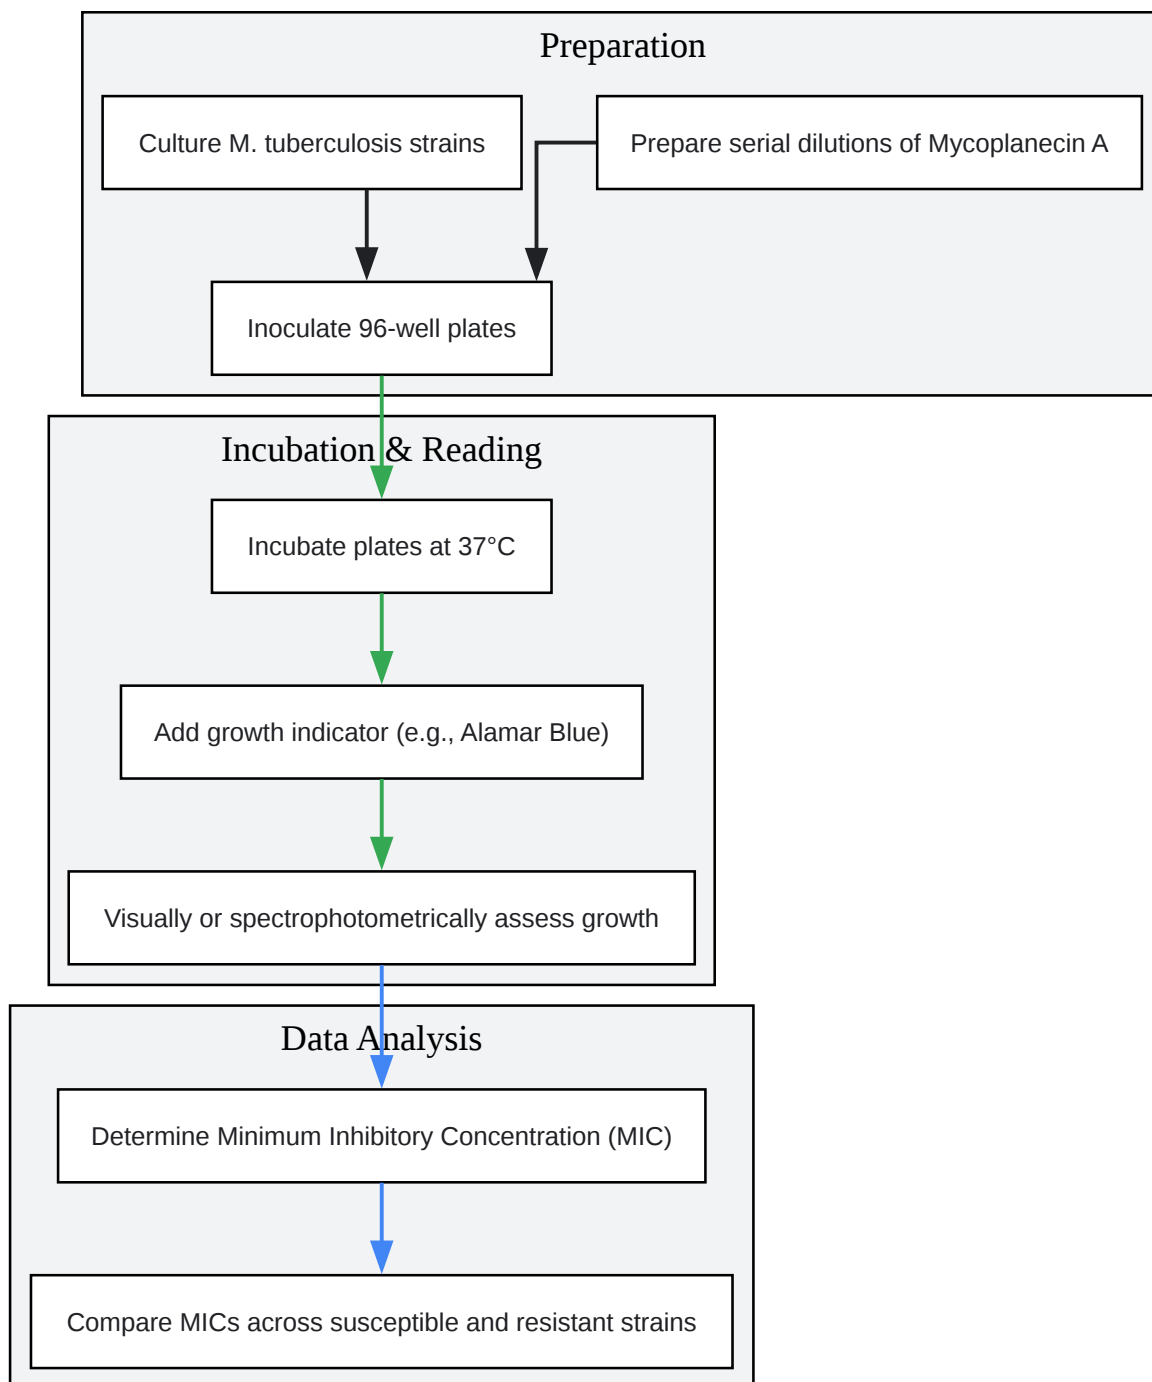 Preparation
Culture M. tuberculosis strains
Prepare serial dilutions of Mycoplanecin A
Inoculate 96-well plates
Incubation & Reading
Incubate plates at 37°C
Add growth indicator (e.g., Alamar Blue)
Visually or spectrophotometrically assess growth
Data Analysis
Determine Minimum Inhibitory Concentration (MIC)
Compare MICs across susceptible and resistant strains